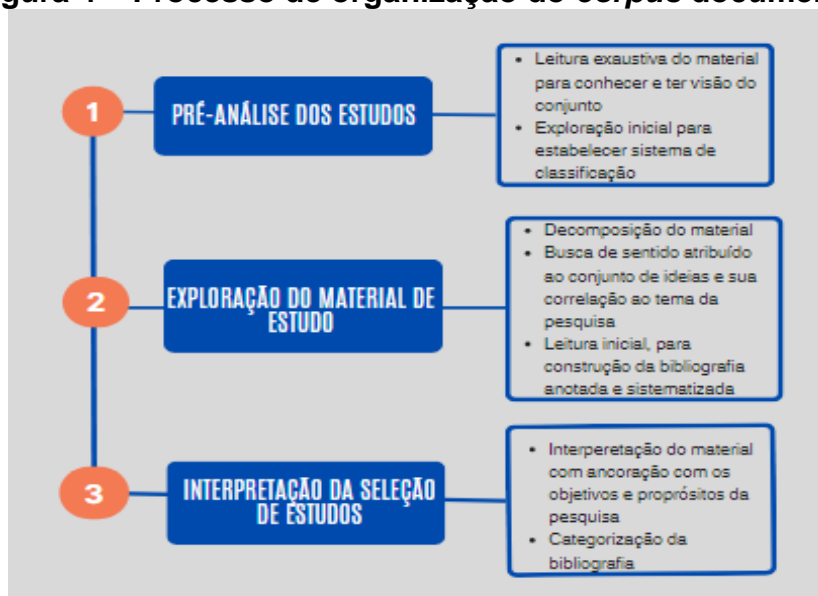 Processo de organização do corpus
1
PRÉ-ANÁLISE DOS ESTUDOS
• Leitura exaustiva do material
para conhecer e ter visão do
conjunto
• Exploração inicial para
estabelecer sistema de
classificação
2
EXPLORAÇÃO DO MATERIAL DE
ESTUDO
• Decomposição do material
• Busca de sentido atribuído
ao conjunto de ideias e sua
correlação ao tema da
pesquisa
• Leitura inicial, para
construção da bibliografia
anotada e sistematizada
3
INTERPRETAÇÃO DA SELEÇÃO
DE ESTUDOS
• Interperetação do material
com ancoração com os
objetivos e proprósitos da
pesquisa
• Categorização da
bibliografia